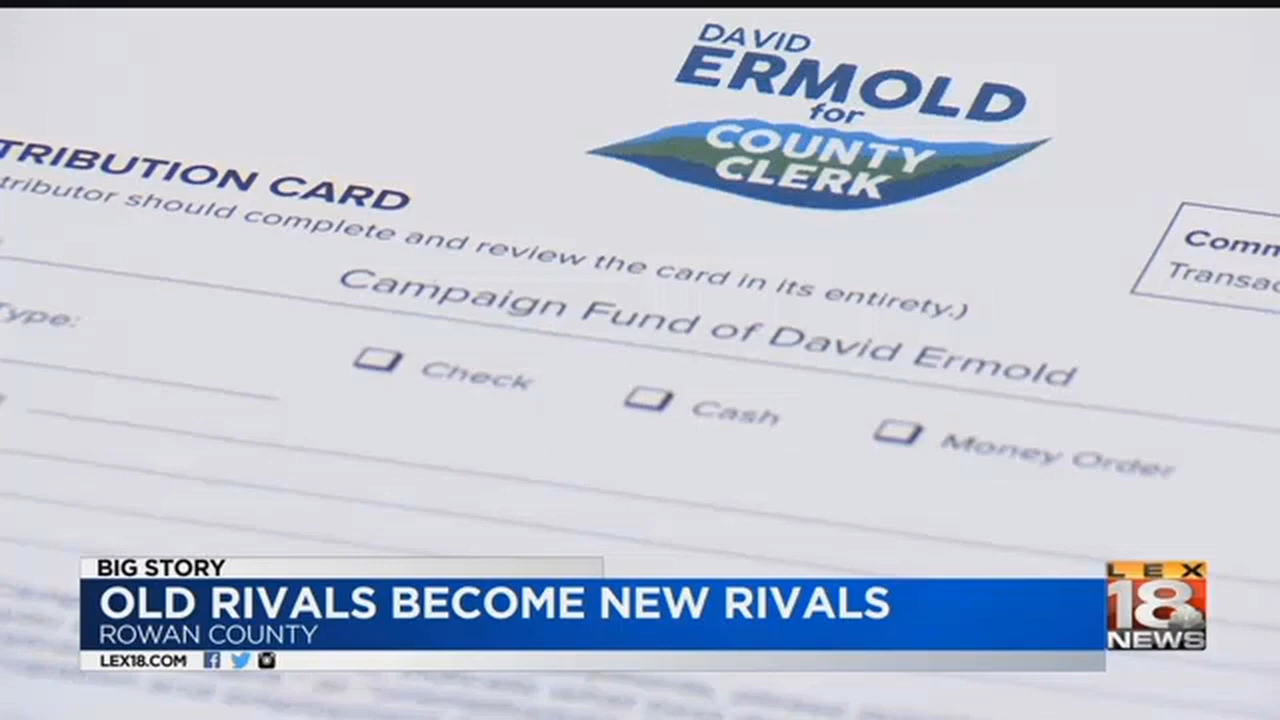 DAVID
ERMOLD
for
COUNTY
CLERK
TRIBUTION CARD
tributor should complete and review the card in its entirety.)
Comm
Transac
Campaign Fund of David Ermold
Type:
Check
Cash
Money Order
BIG STORY
OLD RIVALS BECOME NEW RIVALS
ROWAN COUNTY
LEX18.COM
LEX
18
NEWS